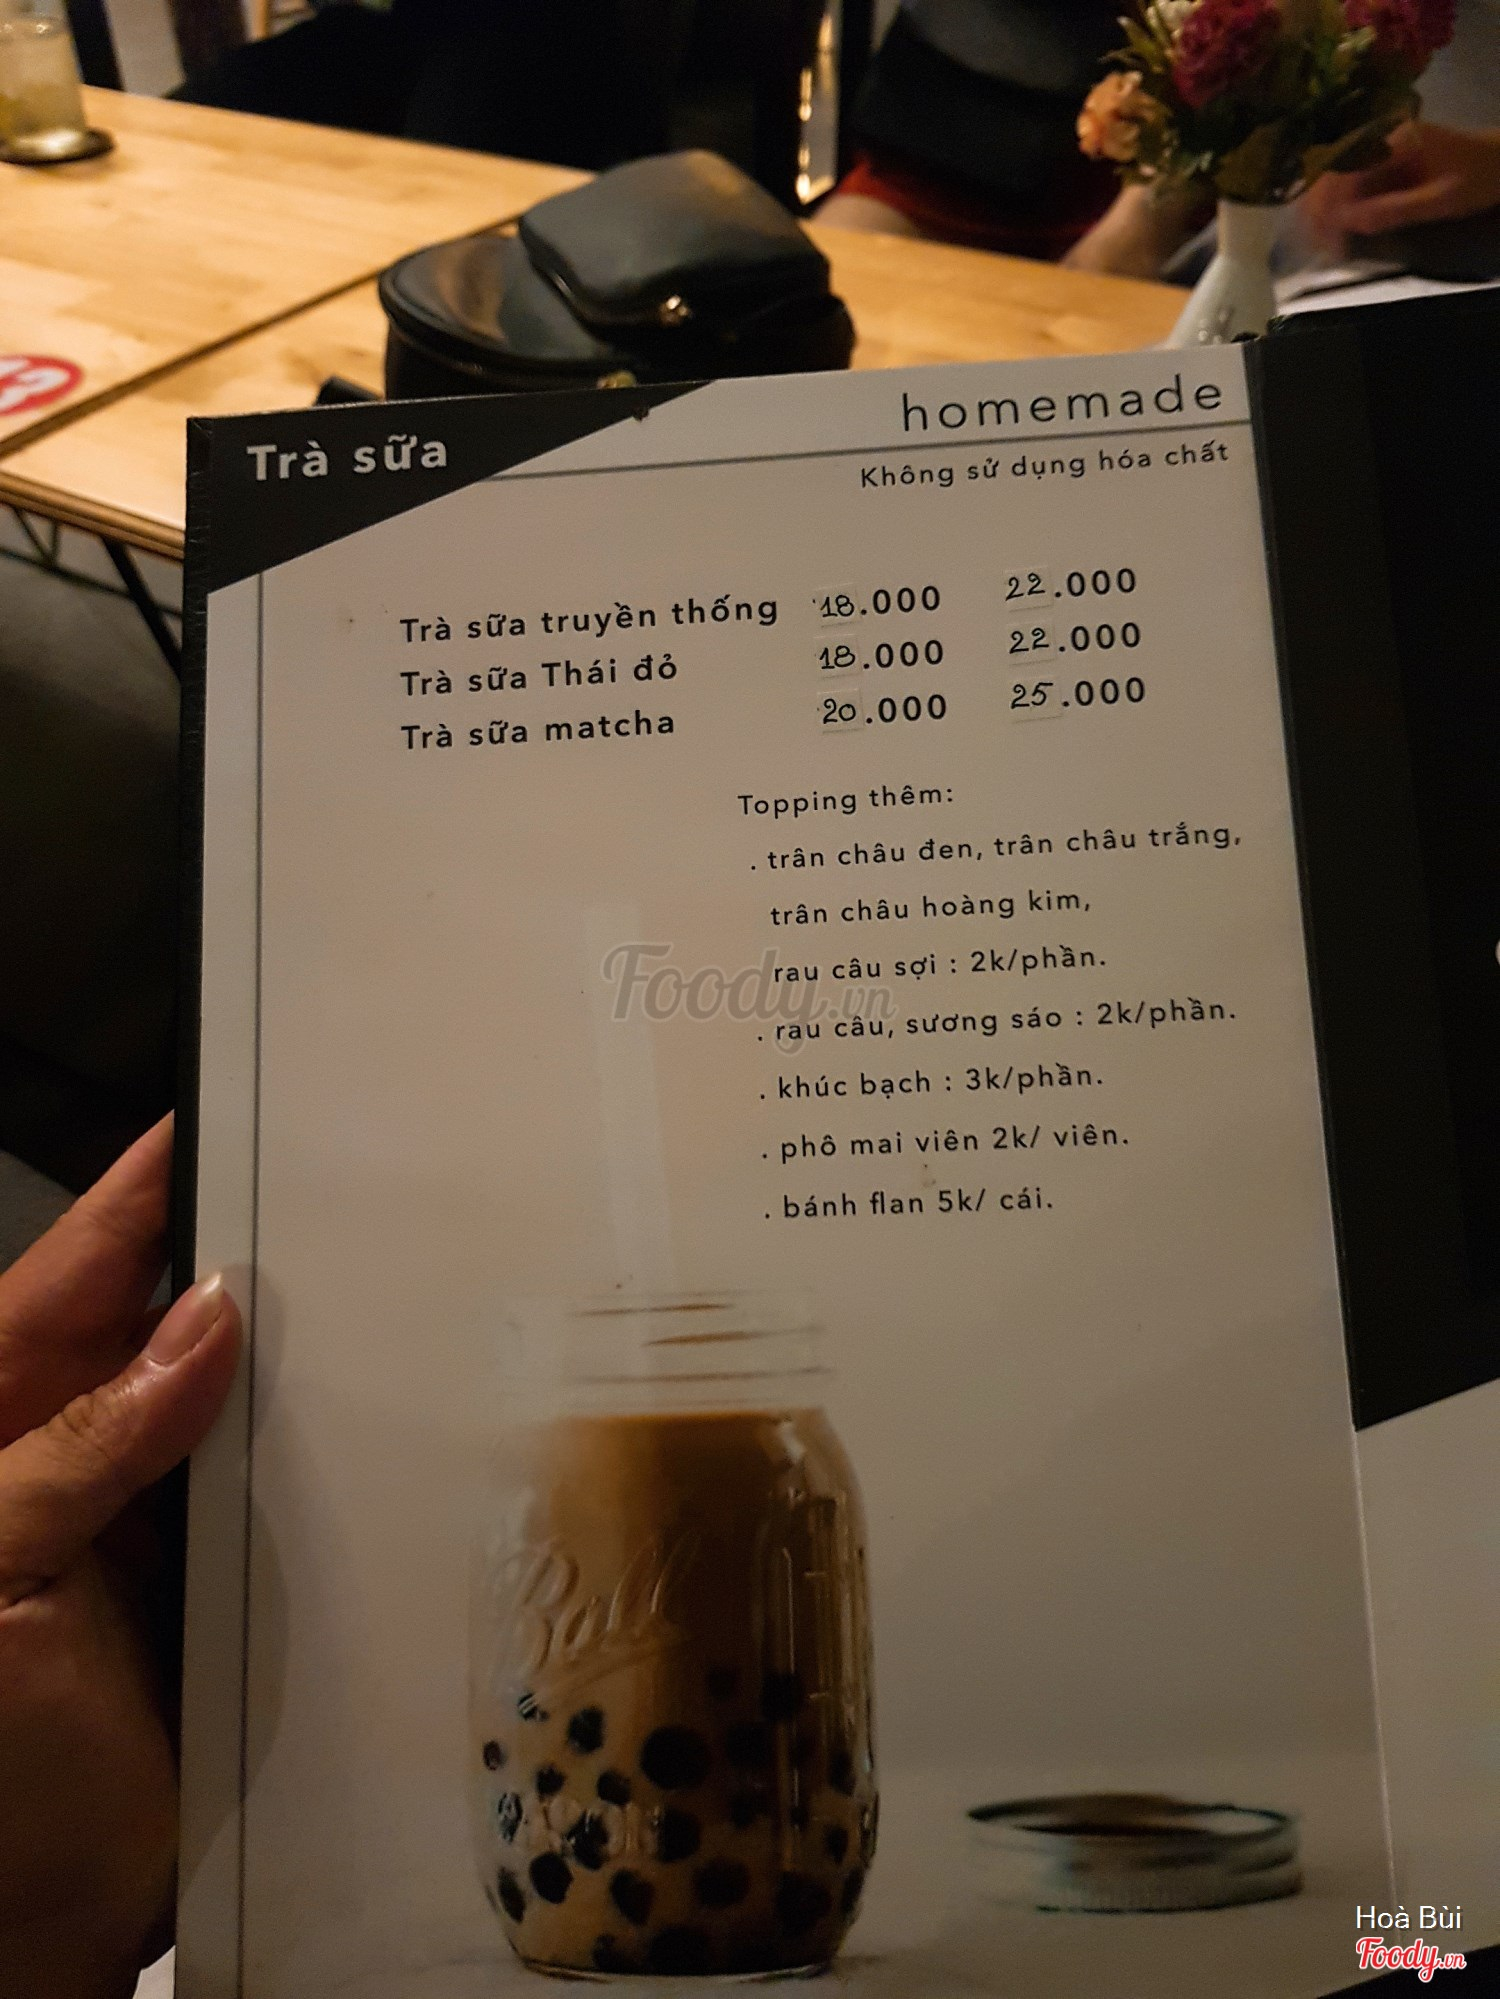 Trà sữa
homemade
Không sử dụng hóa chất
Trà sữa truyền thống 18.000 22.000
Trà sữa Thái đỏ 18.000 22.000
Trà sữa matcha 20.000 25.000
Topping thêm:
. trân châu đen, trân châu trắng,
trân châu hoàng kim,
rau câu sợi : 2k/phần.
. rau câu, sương sáo : 2k/phần.
. khúc bạch : 3k/phần.
. phô mai viên 2k/ viên.
. bánh flan 5k/ cái.
Foody.vn
Ball
Hoà Bùi
Foody.vn